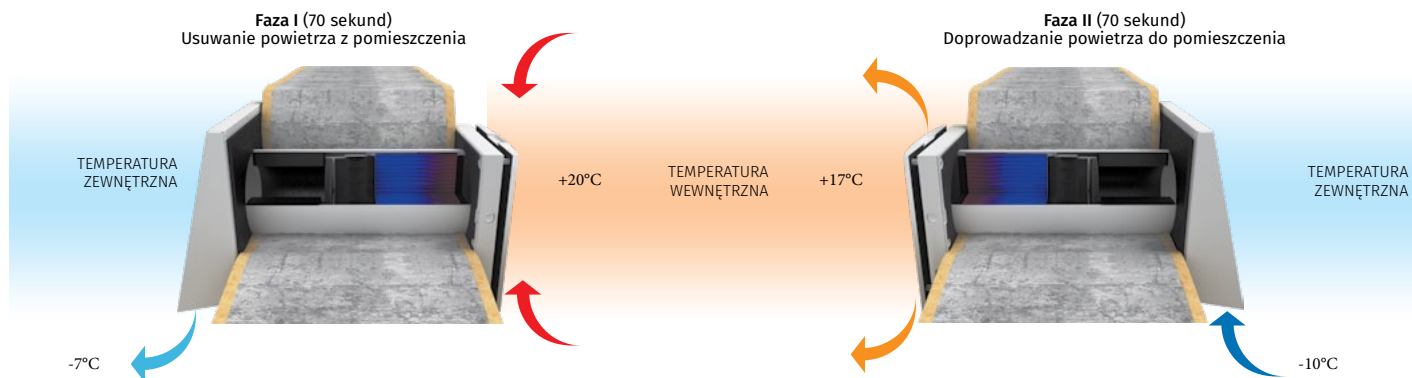 Faza I (70 sekund)
Usuwanie powietrza z pomieszczenia
TEMPERATURA
ZEWNĘTRZNA
-7°C
+20°C
TEMPERATURA
WEWNĘTRZNA
Faza II (70 sekund)
Doprowadzanie powietrza do pomieszczenia
+17°C
TEMPERATURA
ZEWNĘTRZNA
-10°C